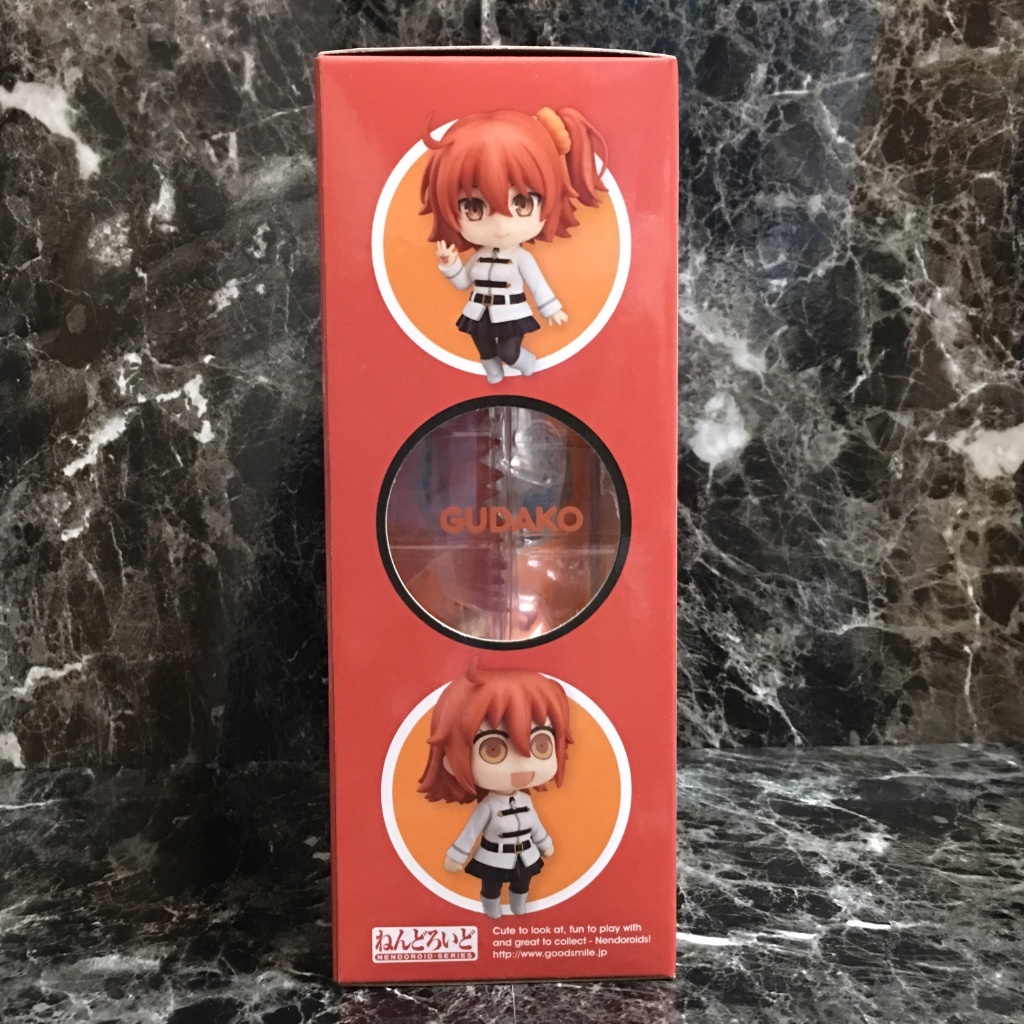 GUDAKO
ねんどろいど
NENDOROID SERIES
Cute to look at, fun to play with
and great to collect - Nendoroids!
http://www.goodsmile.jp